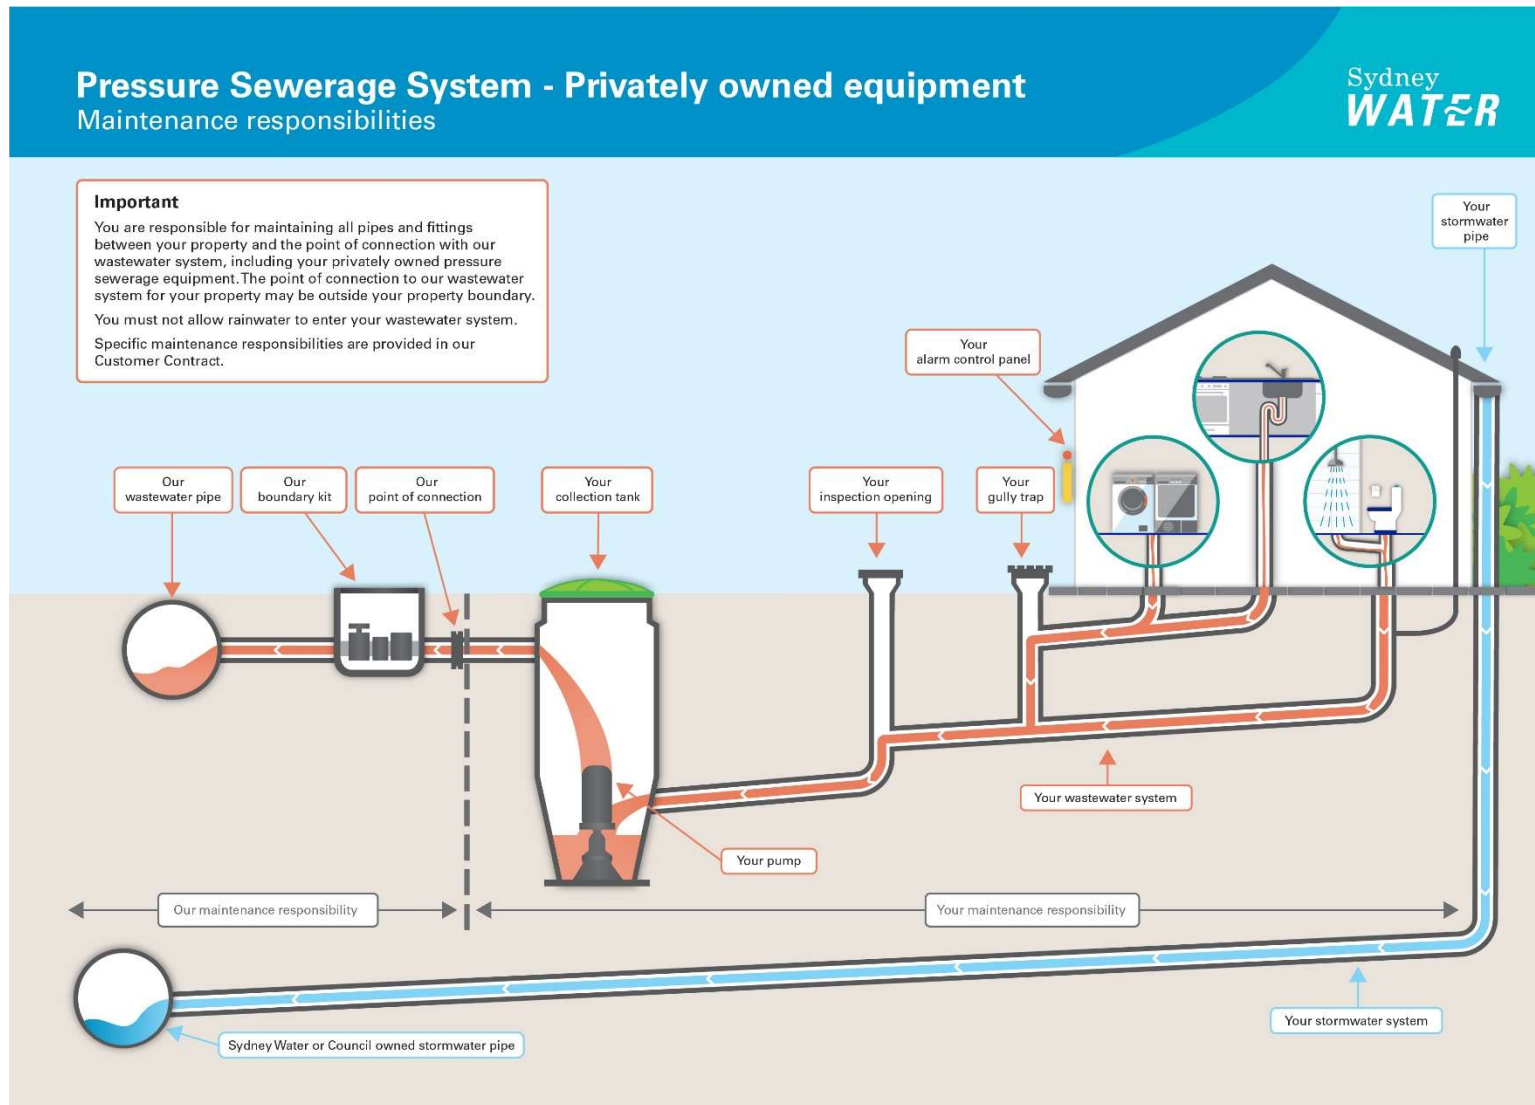 Pressure Sewerage System - Privately owned equipment
Maintenance responsibilities
Sydney
WATER
Important
You are responsible for maintaining all pipes and fittings
between your property and the point of connection with our
wastewater system, including your privately owned pressure
sewerage equipment. The point of connection to our wastewater
system for your property may be outside your property boundary.
You must not allow rainwater to enter your wastewater system.
Specific maintenance responsibilities are provided in our
Customer Contract.
Your
stormwater
pipe
Your
alarm control panel
Our
wastewater pipe
Our
boundary kit
Our
point of connection
Your
collection tank
Your
inspection opening
Your
gully trap
Your wastewater system
Your pump
Our maintenance responsibility
Your maintenance responsibility
Your stormwater system
Sydney Water or Council owned stormwater pipe